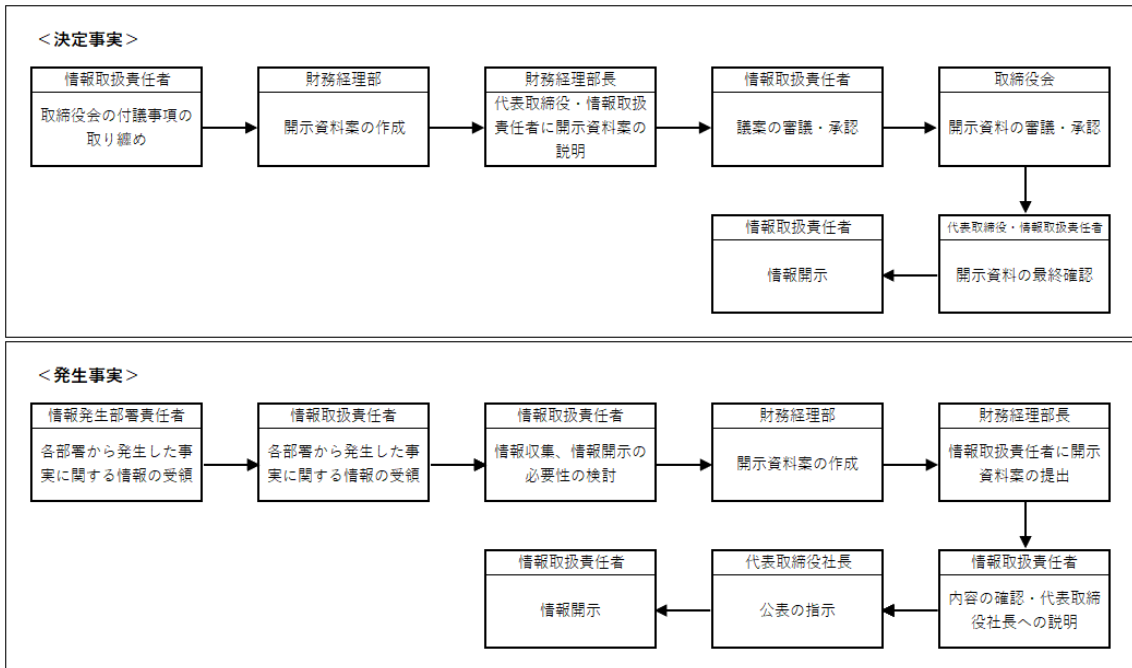 ＜決定事実＞
情報取扱責任者
取締役会の付議事項の
取り纏め
財務経理部
開示資料案の作成
財務経理部長
代表取締役・情報取扱
責任者に開示資料案の
説明
情報取扱責任者
議案の審議・承認
取締役会
開示資料の審議・承認
代表取締役・情報取扱責任者
開示資料の最終確認
情報取扱責任者
情報開示
＜発生事実＞
情報発生部署責任者
各部署から発生した事
実に関する情報の受領
情報取扱責任者
各部署から発生した事
実に関する情報の受領
情報取扱責任者
情報収集、情報開示の
必要性の検討
財務経理部
開示資料案の作成
財務経理部長
情報取扱責任者に開示
資料案の提出
情報取扱責任者
内容の確認・代表取締
役社長への説明
代表取締役社長
公表の指示
情報取扱責任者
情報開示